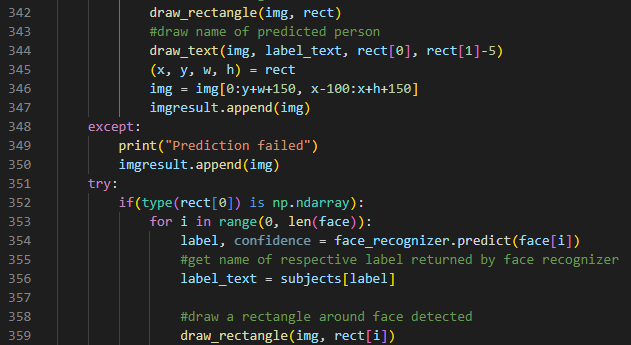 342 draw_rectangle(img, rect)
343 #draw name of predicted person
344 draw_text(img, label_text, rect[0], rect[1]-5)
345 (x, y, w, h) = rect
346 img = img[0:y+w+150, x-100:x+h+150]
347 imgresult.append(img)
348 except:
349 print("Prediction failed")
350 imgresult.append(img)
351 try:
352 if(type(rect[0]) is np.ndarray):
353 for i in range(0, len(face)):
354 label, confidence = face_recognizer.predict(face[i])
355 #get name of respective label returned by face recognizer
356 label_text = subjects[label]
357
358 #draw a rectangle around face detected
359 draw_rectangle(img, rect[i])